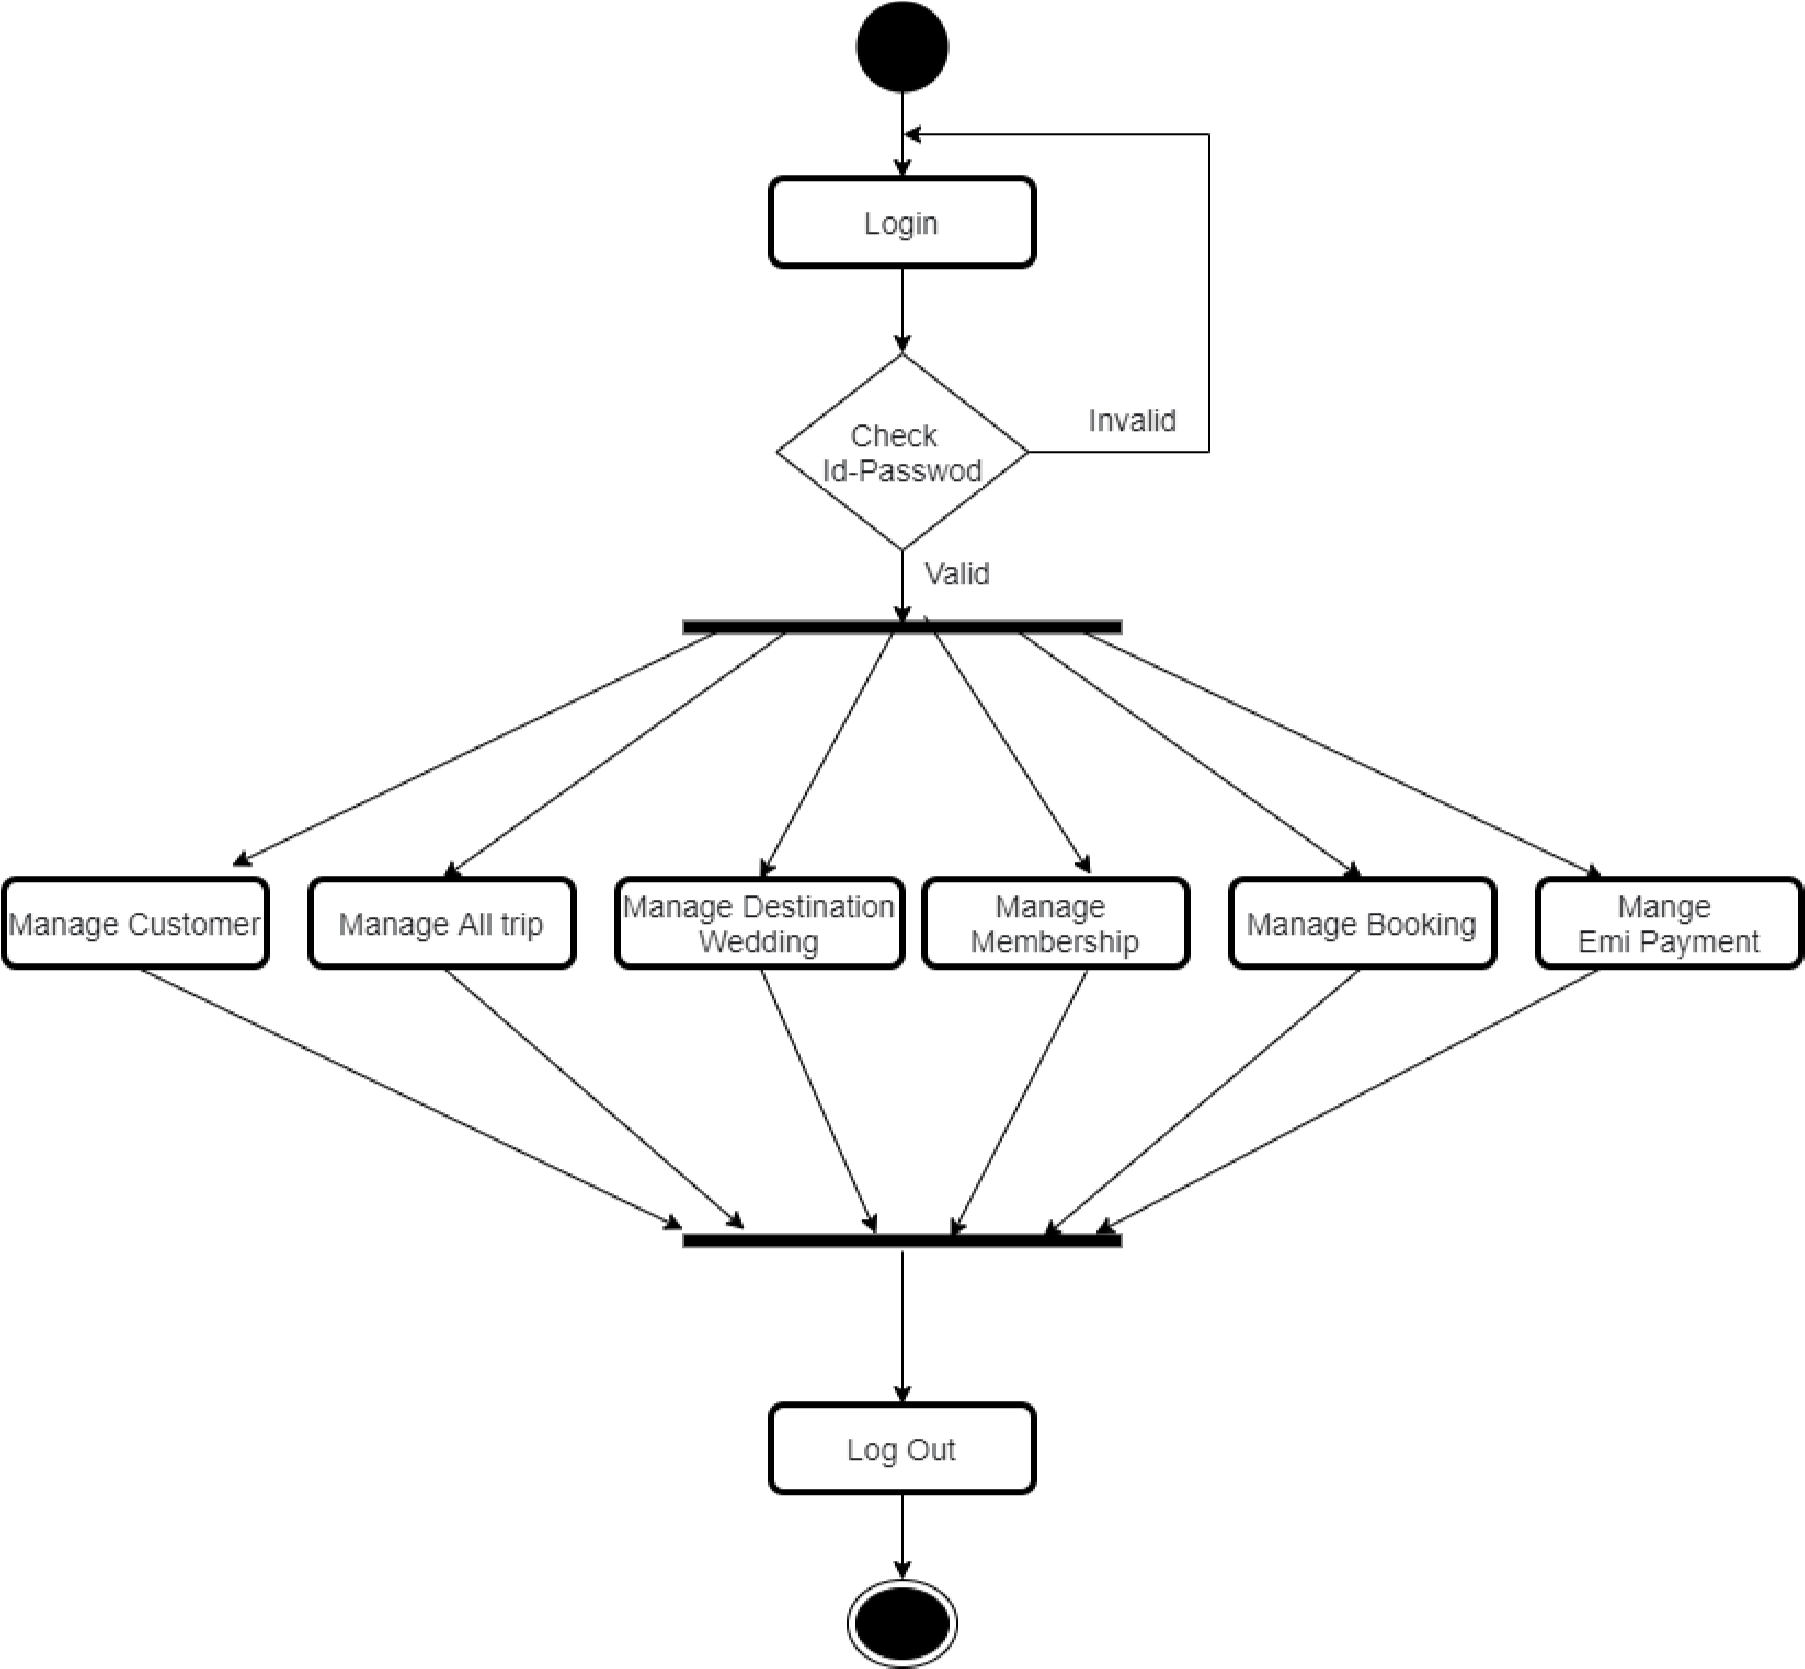 Login
Invalid
Check
Id-Passwod
Valid
Manage Customer
Manage All trip
Manage Destination
Wedding
Manage
Membership
Manage Booking
Mange
Emi Payment
Log Out